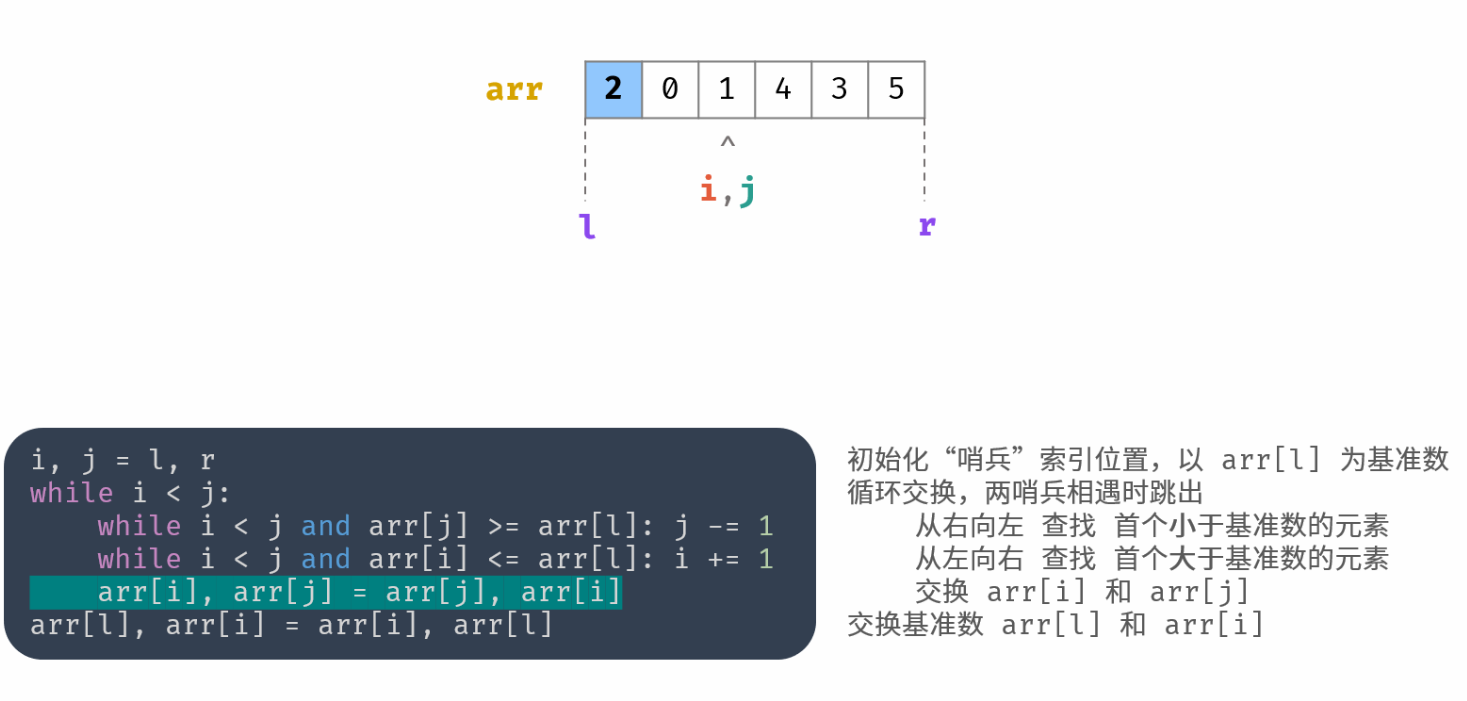 arr 2 0 1 4 3 5
^
i,j
l r
i, j = l, r
while i < j:
    while i < j and arr[j] >= arr[l]: j -= 1
    while i < j and arr[i] <= arr[l]: i += 1
    arr[i], arr[j] = arr[j], arr[i]
arr[l], arr[i] = arr[i], arr[l]
初始化“哨兵”索引位置，以 arr[l] 为基准数
循环交换，两哨兵相遇时跳出
    从右向左 查找 首个小于基准数的元素
    从左向右 查找 首个大于基准数的元素
    交换 arr[i] 和 arr[j]
交换基准数 arr[l] 和 arr[i]